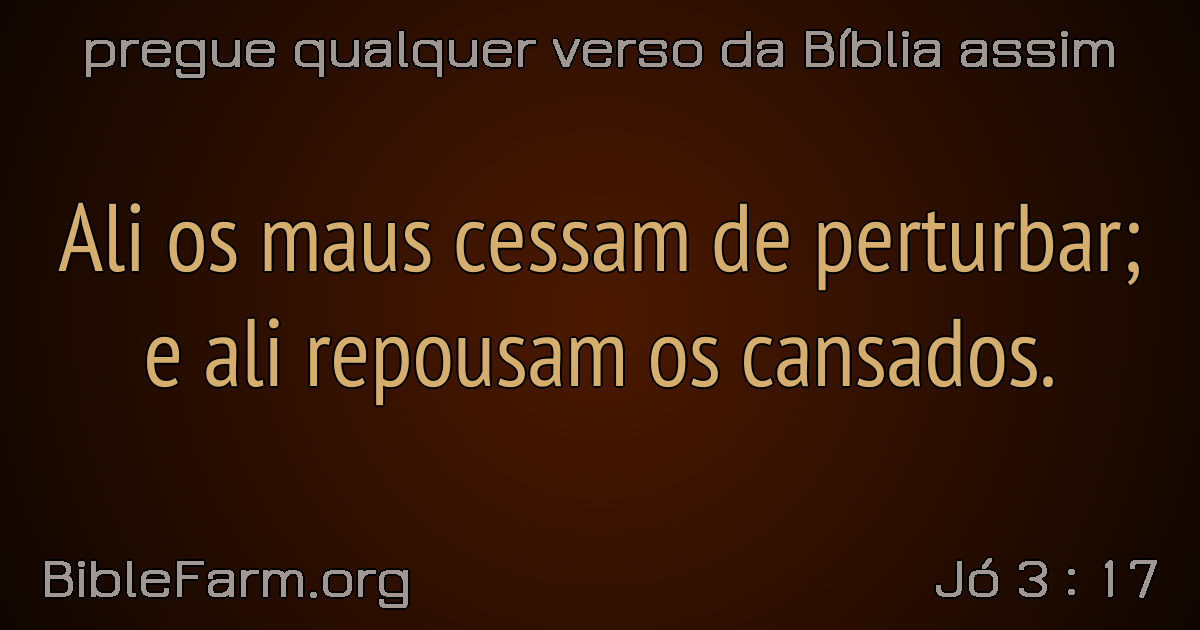 pregue qualquer verso da Bíblia assim
Ali os maus cessam de perturbar;
e ali repousam os cansados.
BibleFarm.org
Jó 3 : 17